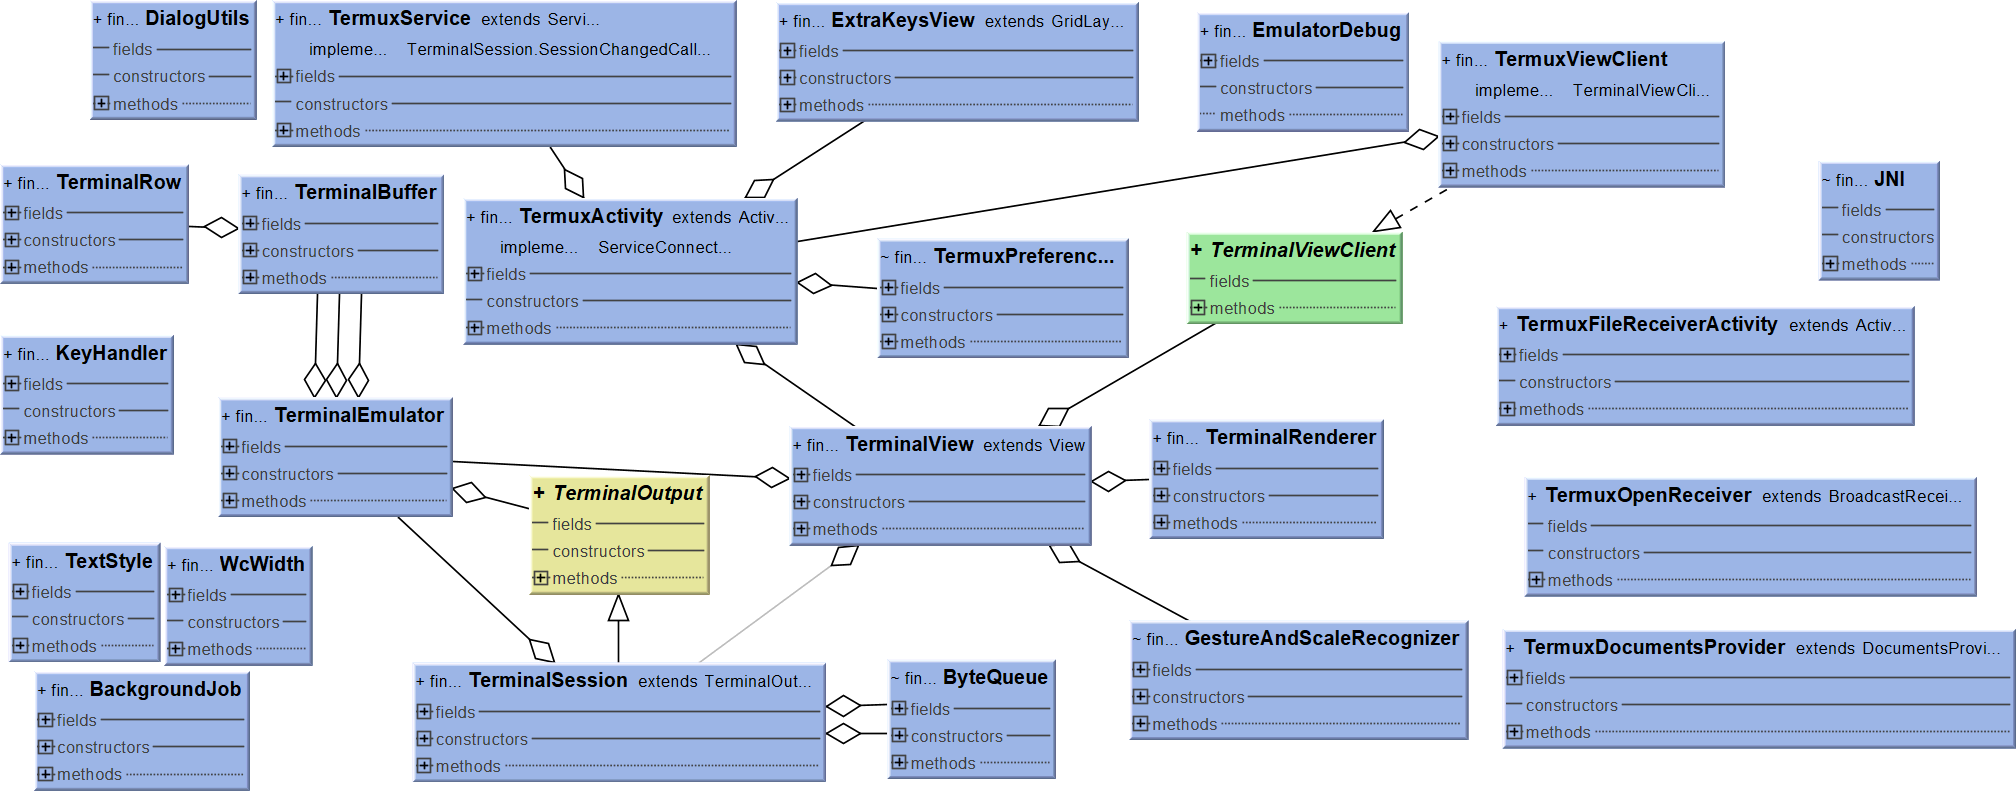 + fin... DialogUtils
fields
constructors
methods
+ fin... TermuxService extends Servi...
impleme... TerminalSession.SessionChangedCall...
fields
constructors
methods
+ fin... ExtraKeysView extends GridLay...
fields
constructors
methods
+ fin... EmulatorDebug
fields
constructors
methods
+ fin... TermuxViewClient
impleme... TerminalViewCli...
fields
constructors
methods
+ fin... TerminalRow
fields
constructors
methods
+ fin... TerminalBuffer
fields
constructors
methods
+ fin... TermuxActivity extends Activ...
impleme... ServiceConnect...
fields
constructors
methods
~ fin... TermuxPreferenc...
fields
constructors
methods
+ TerminalViewClient
fields
methods
~ fin... JNI
fields
constructors
methods
+ fin... KeyHandler
fields
constructors
methods
+ fin... TerminalEmulator
fields
constructors
methods
+ TermuxFileReceiverActivity extends Activ...
fields
constructors
methods
+ fin... TerminalView extends View
fields
constructors
methods
+ fin... TerminalRenderer
fields
constructors
methods
+ TerminalOutput
fields
constructors
methods
+ TermuxOpenReceiver extends BroadcastRecei...
fields
constructors
methods
+ fin... TextStyle
fields
constructors
methods
+ fin... WcWidth
fields
constructors
methods
+ fin... BackgroundJob
fields
constructors
methods
+ fin... TerminalSession extends TerminalOut...
fields
constructors
methods
~ fin... ByteQueue
fields
constructors
methods
~ fin... GestureAndScaleRecognizer
fields
constructors
methods
+ TermuxDocumentsProvider extends DocumentsProvi...
fields
constructors
methods